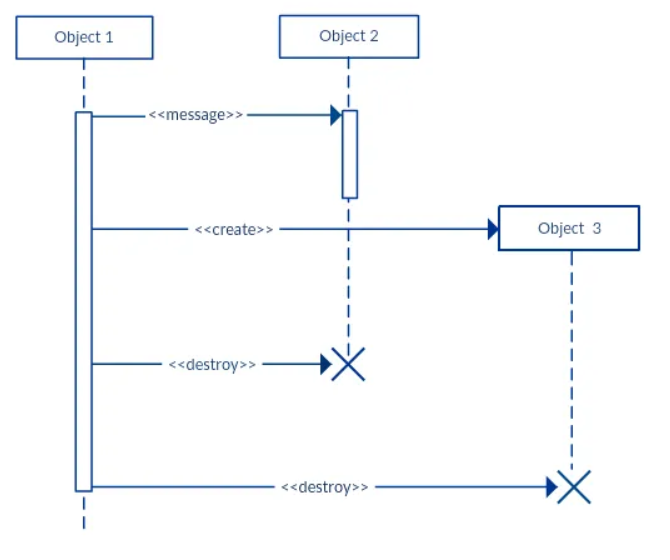 Object 1
Object 2
<<message>>
<<create>>
Object 3
<<destroy>>
<<destroy>>